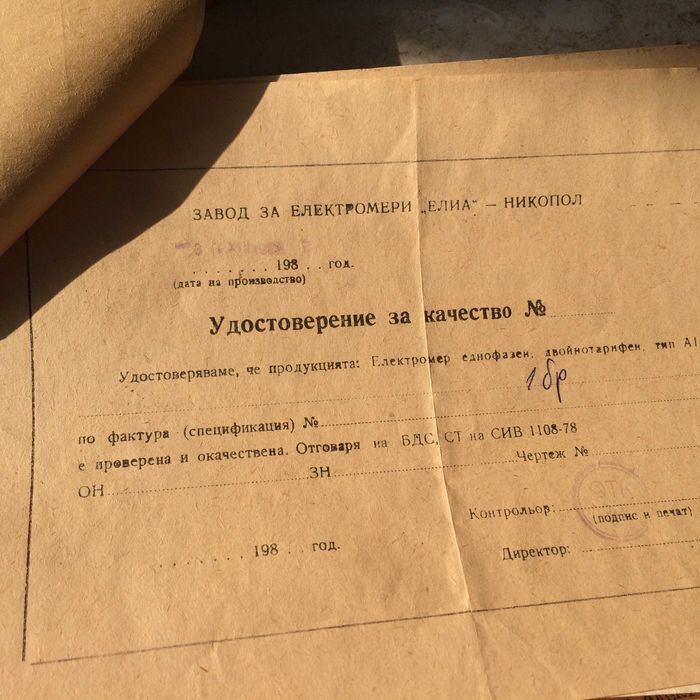 ЗАВОД ЗА ЕЛЕКТРОМЕРИ „ЕЛИА" – НИКОПОЛ
. . . . . . . . 198 . . год.
(дата на производство)
Удостоверение за качество №
Удостоверяваме, че продукцията: Електромер еднофазен, двойнотарифен, тип А1
1 бр
по фактура (спецификация) №
е проверена и окачествена. Отговаря на БДС, СТ на СИВ 1108-78
ОН ЗН Чертеж №
Контрольор:
(подпис и печат)
. . . . . . . . 198 . . год. Директор: